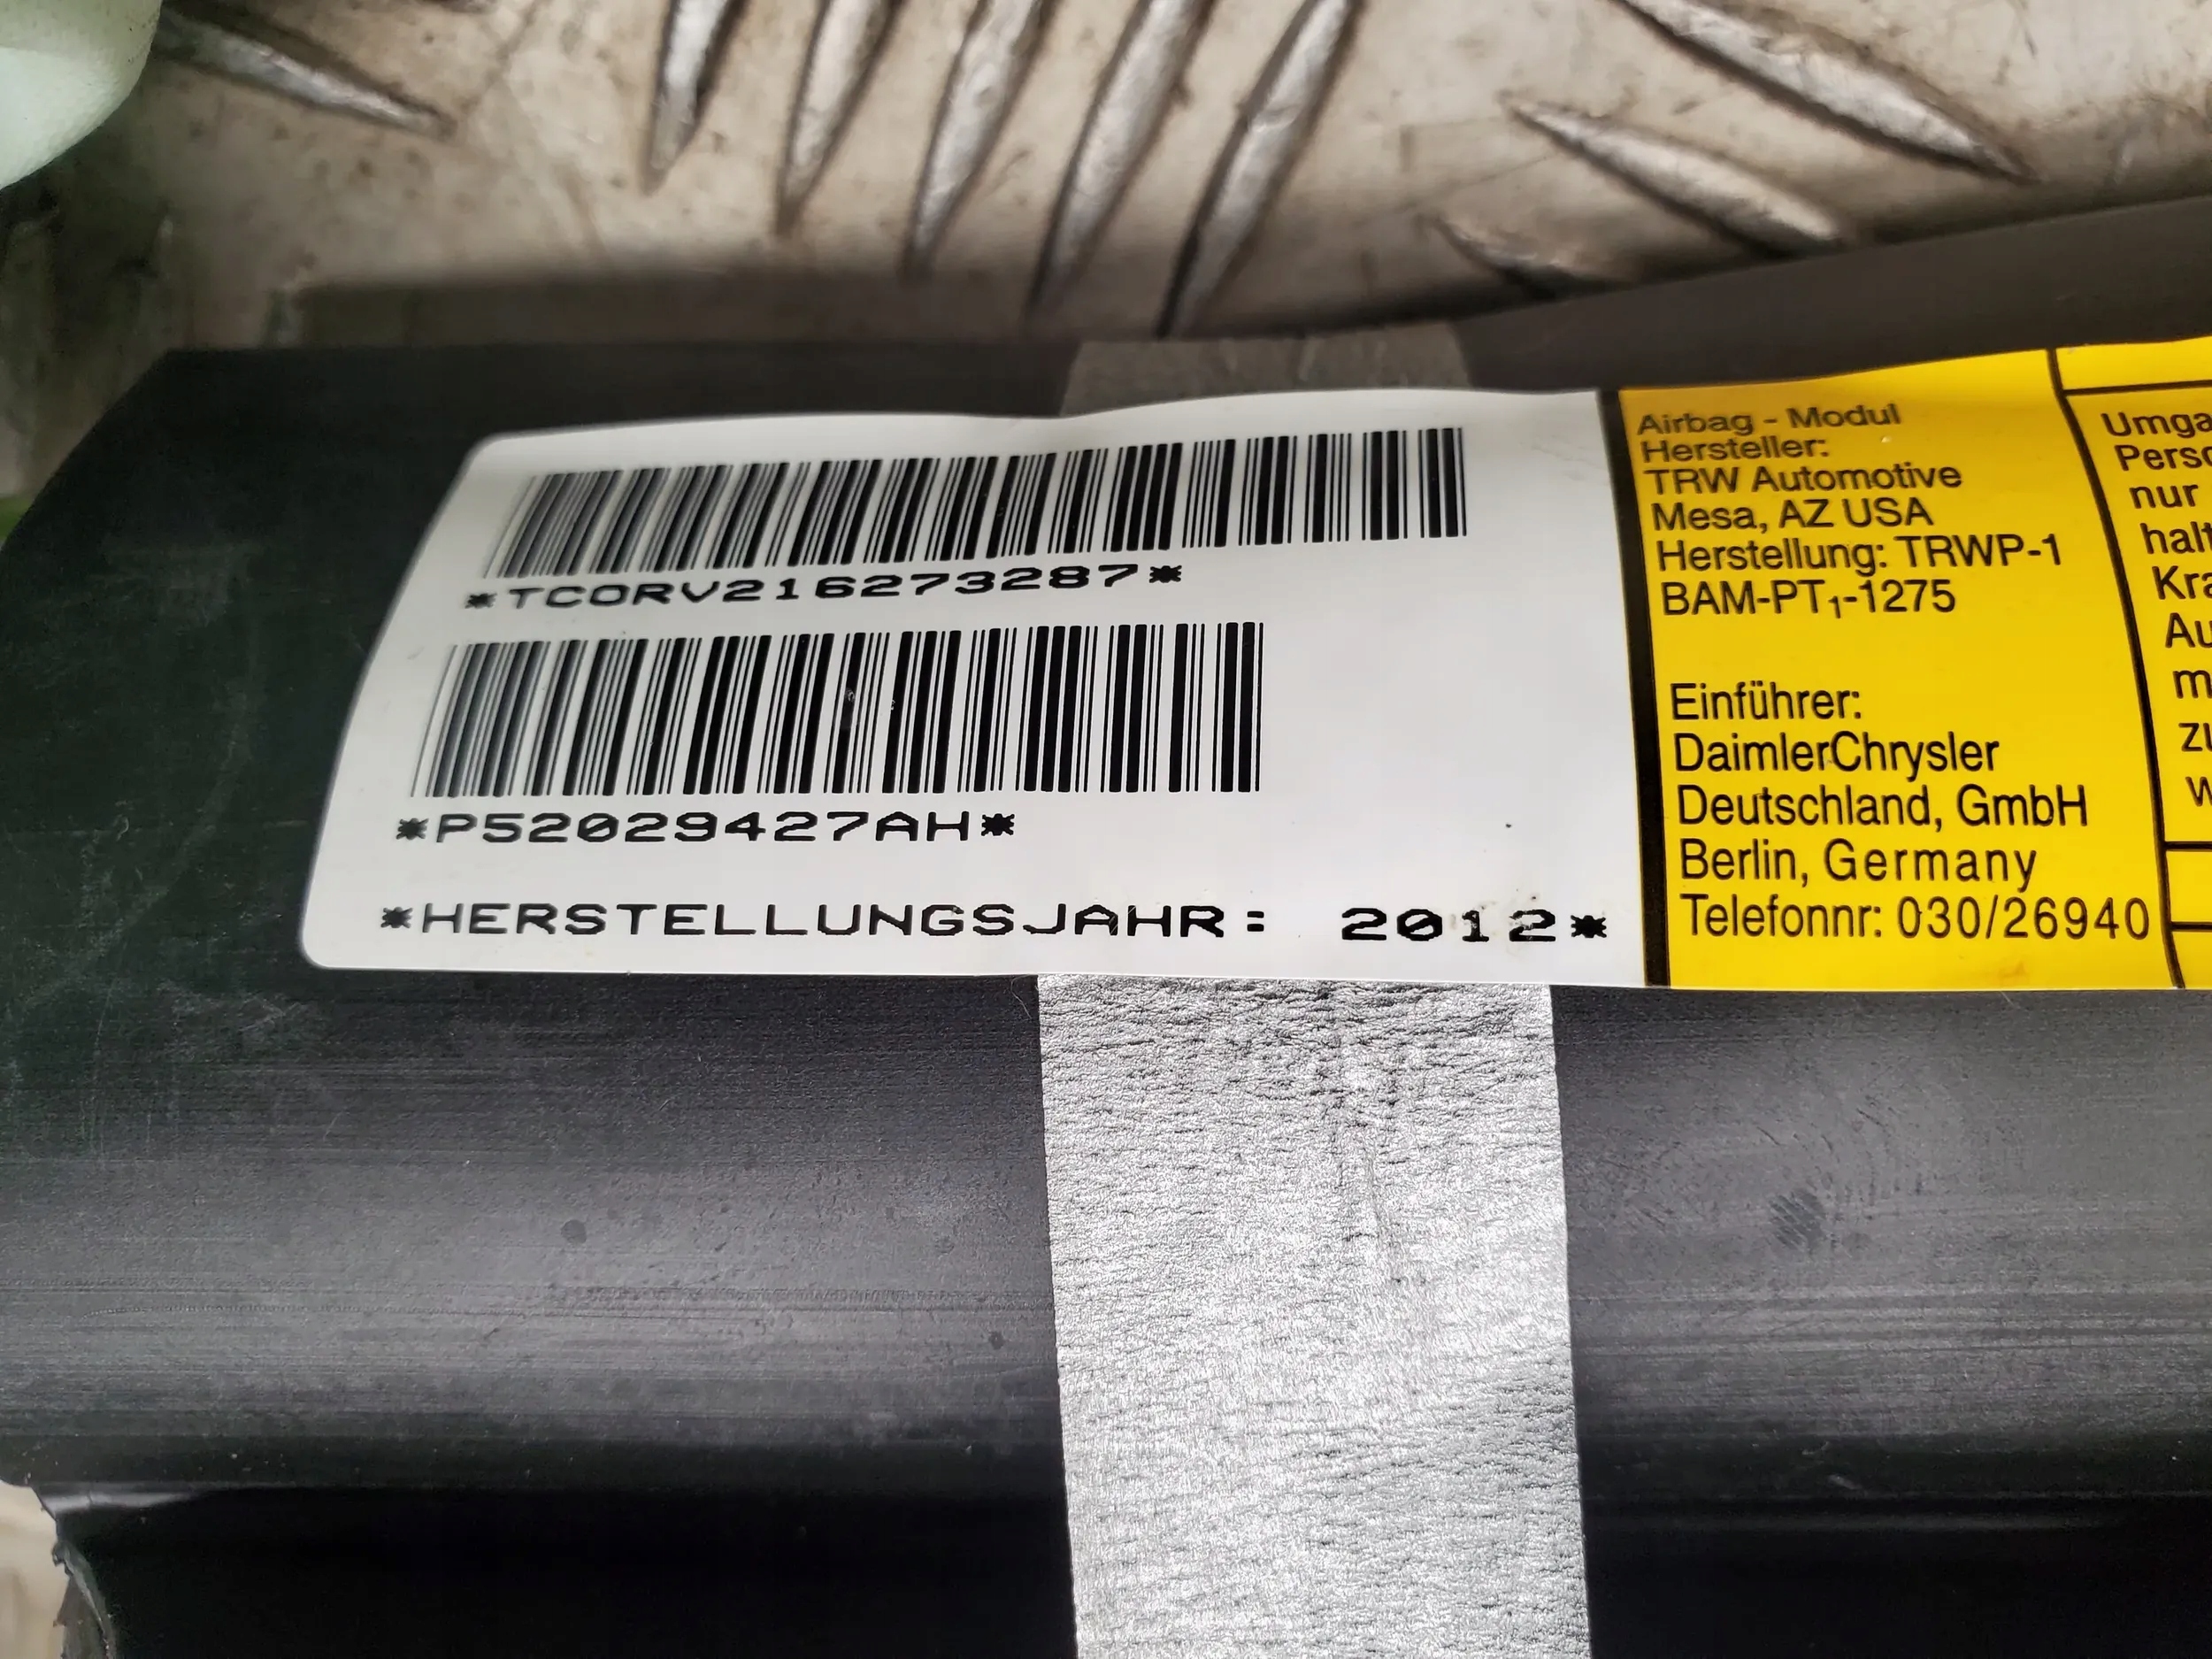 *TCORV216273287*
*P52029427AH*
*HERSTELLUNGSJAHR: 2012*
Airbag - Modul
Hersteller:
TRW Automotive
Mesa, AZ USA
Herstellung: TRWP-1
BAM-PT₁-1275
Einführer:
DaimlerChrysler
Deutschland, GmbH
Berlin, Germany
Telefonnr: 030/26940
nur